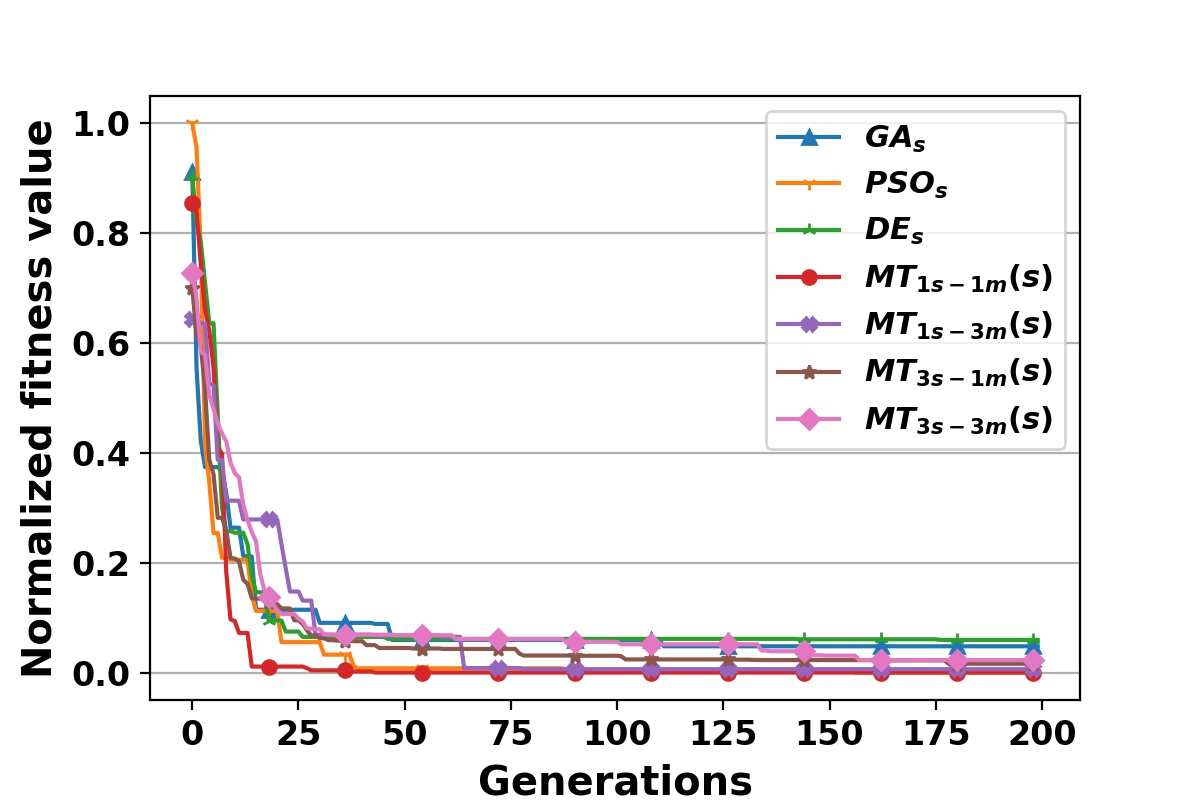 Normalized fitness value
1.0
0.8
0.6
0.4
0.2
0.0
GAs
PSOs
DEs
MT1s−1m(s)
MT1s−3m(s)
MT3s−1m(s)
MT3s−3m(s)
0 25 50 75 100 125 150 175 200
Generations